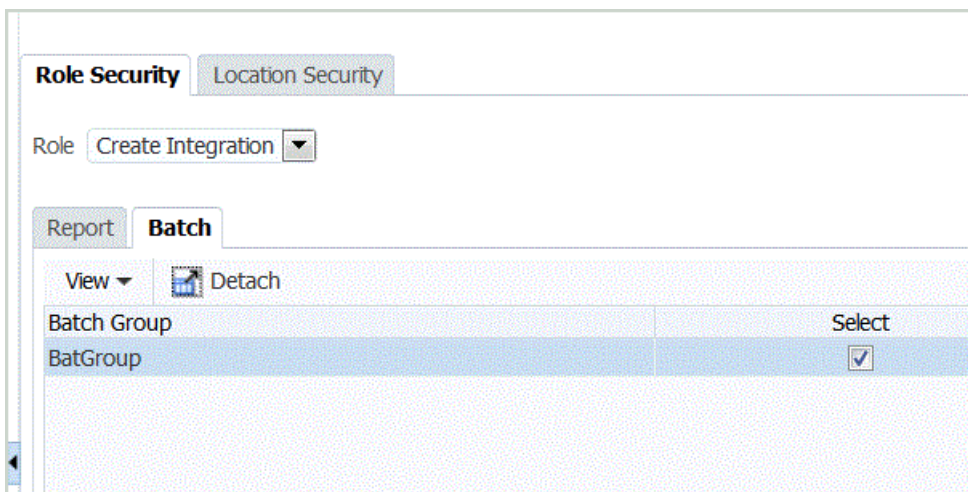 Role Security Location Security
Role Create Integration
Report Batch
View Detach
Batch Group Select
BatGroup